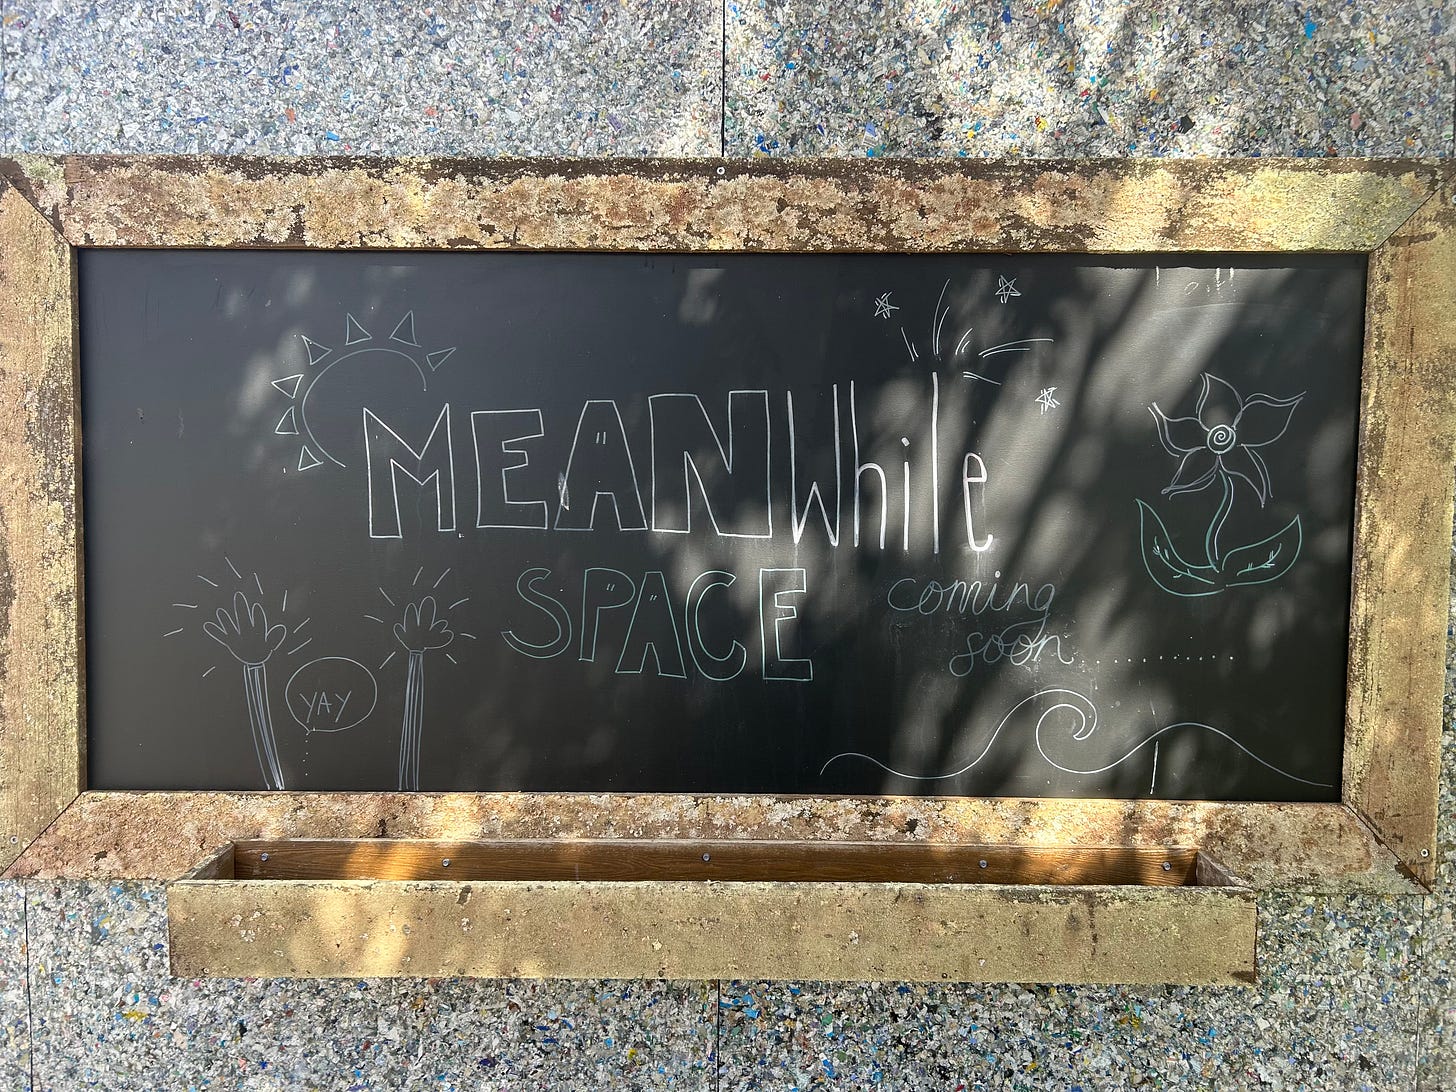 MEANWhile
SPACE
coming
soon............
YAY